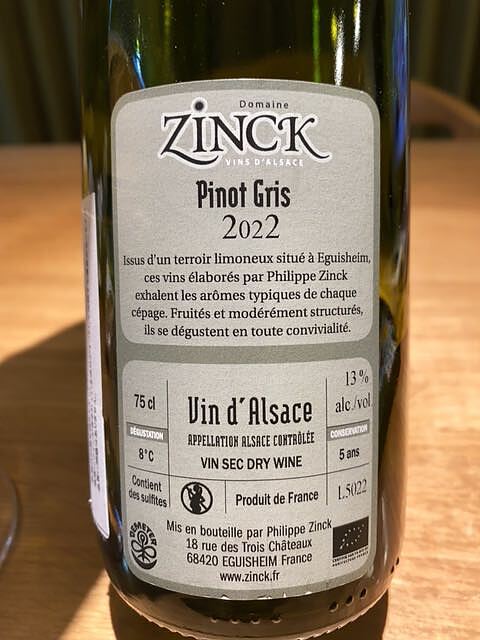 Domaine
ZINCK
VINS D'ALSACE
Pinot Gris
2022
Issus d'un terroir limoneux situé à Eguisheim,
ces vins élaborés par Philippe Zinck
exhalent les arômes typiques de chaque
cépage. Fruités et modérément structurés,
ils se dégustent en toute convivialité.
75 cl
DÉGUSTATION
8°C
Vin d'Alsace
APPELLATION ALSACE CONTRÔLÉE
VIN SEC DRY WINE
13 %
alc./vol.
CONSERVATION
5 ans
Contient
des sulfites
Produit de France
L5022
DEMETER
Mis en bouteille par Philippe Zinck
18 rue des Trois Châteaux
68420 EGUISHEIM France
www.zinck.fr